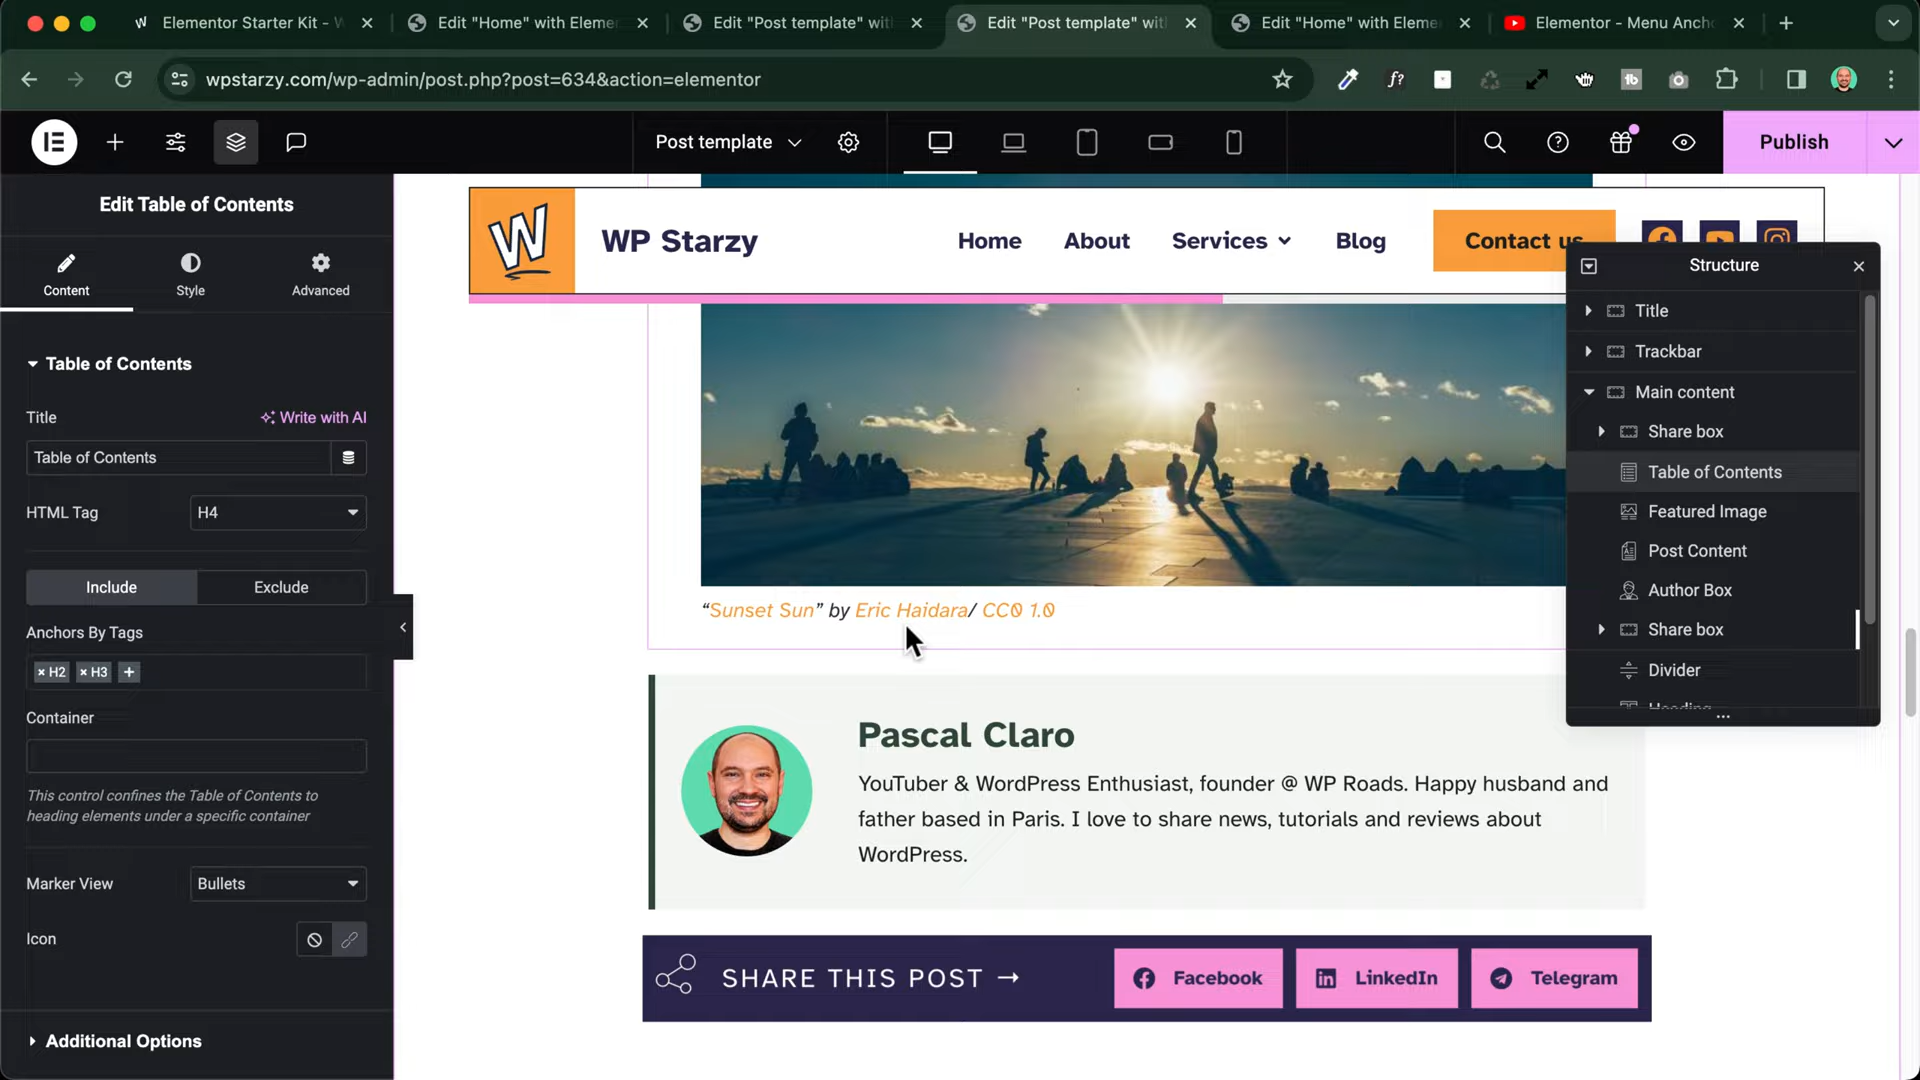 Elementor Starter Kit - W
Edit "Home" with Eleme
Edit "Post template" wit
Edit "Post template" wit
Edit "Home" with Eleme
Elementor - Menu Ancho
wpstarzy.com/wp-admin/post.php?post=634&action=elementor
Post template
Publish
Edit Table of Contents
Content
Style
Advanced
Table of Contents
Title
Write with AI
Table of Contents
HTML Tag
H4
Include
Exclude
Anchors By Tags
× H2
× H3
+
Container
This control confines the Table of Contents to
heading elements under a specific container
Marker View
Bullets
Icon
Additional Options
W
WP Starzy
Home
About
Services
Blog
Contact us
“Sunset Sun” by Eric Haidara/ CC0 1.0
Pascal Claro
YouTuber & WordPress Enthusiast, founder @ WP Roads. Happy husband and
father based in Paris. I love to share news, tutorials and reviews about
WordPress.
SHARE THIS POST →
Facebook
LinkedIn
Telegram
Structure
Title
Trackbar
Main content
Share box
Table of Contents
Featured Image
Post Content
Author Box
Share box
Divider
Heading